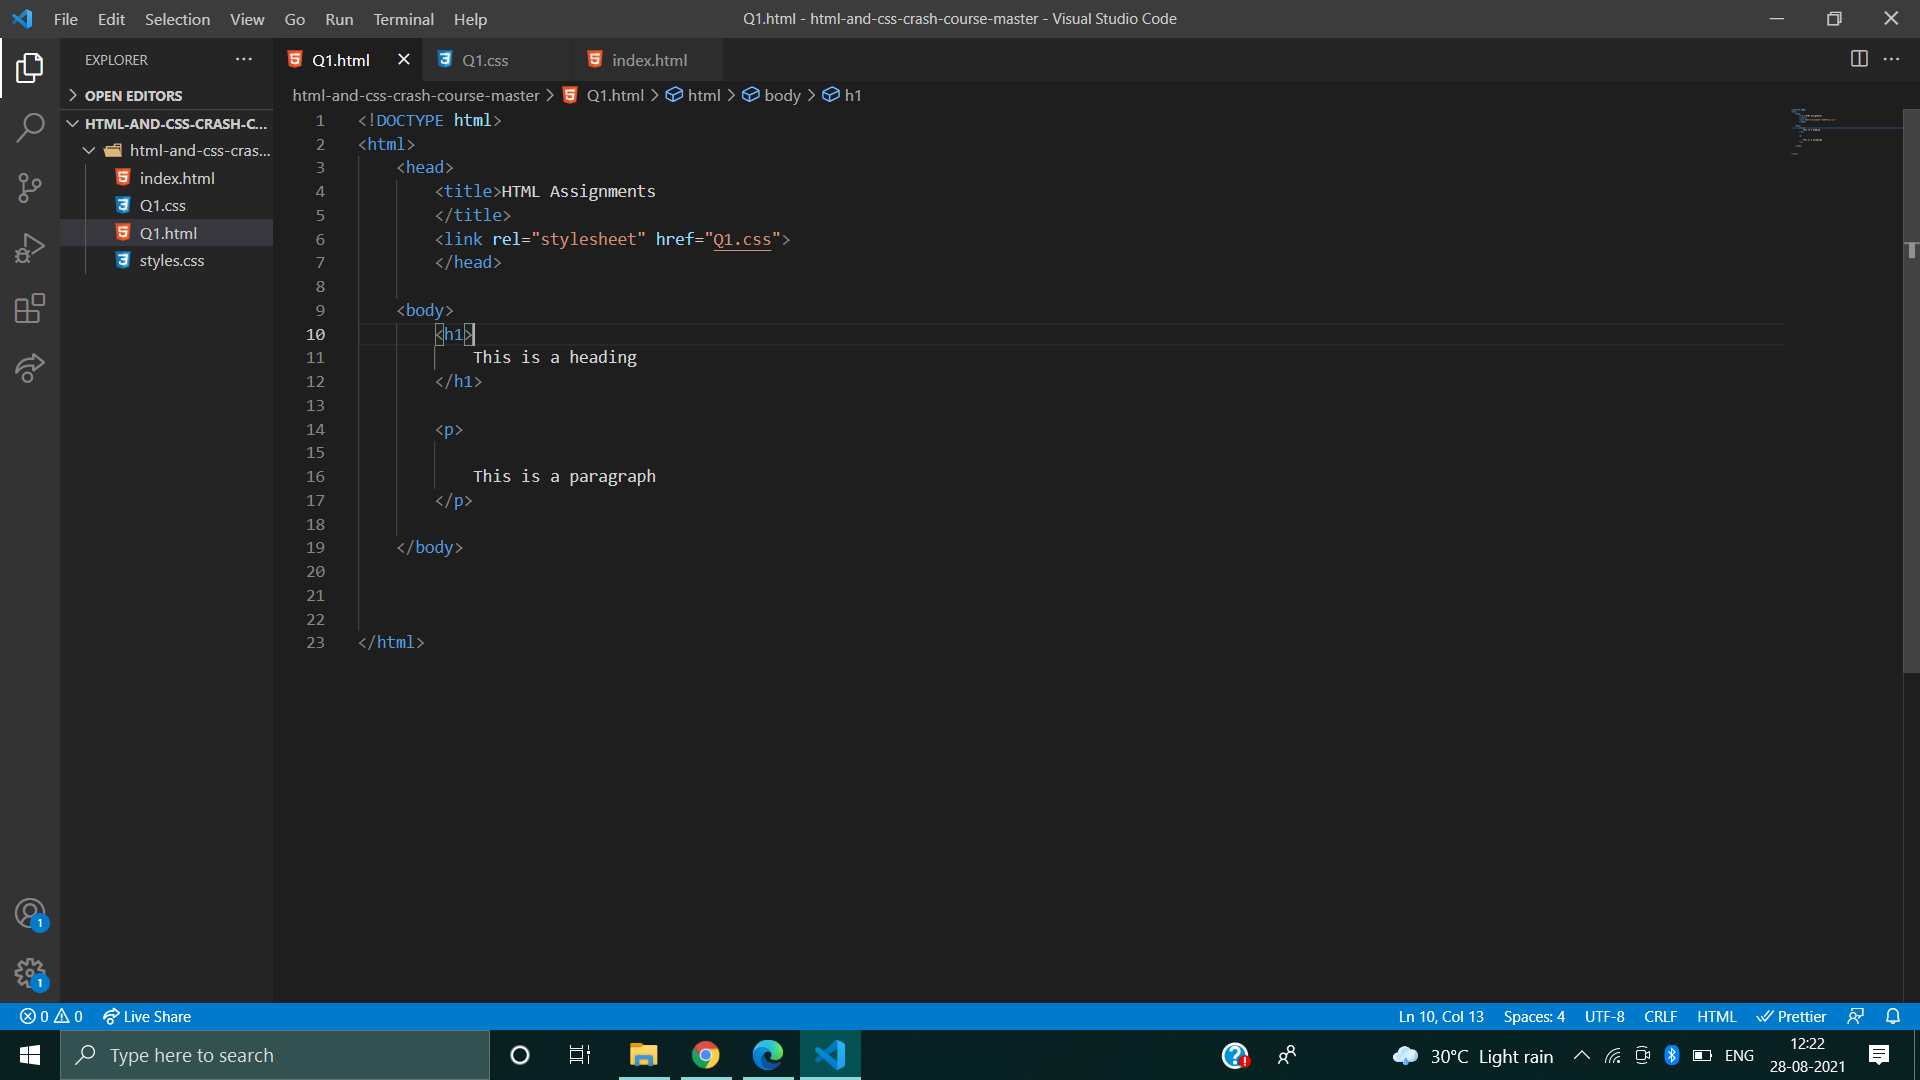 File Edit Selection View Go Run Terminal Help
Q1.html - html-and-css-crash-course-master - Visual Studio Code
EXPLORER
Q1.html
Q1.css
index.html
OPEN EDITORS
HTML-AND-CSS-CRASH-C...
html-and-css-cras...
index.html
Q1.css
Q1.html
styles.css
html-and-css-crash-course-master > Q1.html > html > body > h1
1 <!DOCTYPE html>
2 <html>
3 <head>
4 <title>HTML Assignments
5 </title>
6 <link rel="stylesheet" href="Q1.css">
7 </head>
8
9 <body>
10 <h1>
11 This is a heading
12 </h1>
13
14 <p>
15
16 This is a paragraph
17 </p>
18
19 </body>
20
21
22
23 </html>
1
1
0 0 Live Share
Ln 10, Col 13 Spaces: 4 UTF-8 CRLF HTML Prettier
Type here to search
30°C Light rain
ENG
12:22
28-08-2021